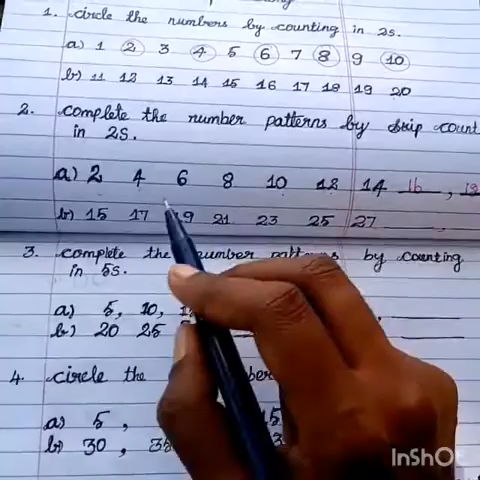 1. circle the numbers by counting in 2s.
a) 1 2 3 4 5 6 7 8 9 10
b) 11 12 13 14 15 16 17 18 19 20
2. complete the number patterns by skip count
in 2s.
a) 2 4 6 8 10 12 14 16,
b) 15 17 19 21 23 25 27 ____,
3. complete the number patterns by counting
in 5s.
a) 5, 10,
b) 20 25
4. circle the
a) 5,
b) 30,
InShOt